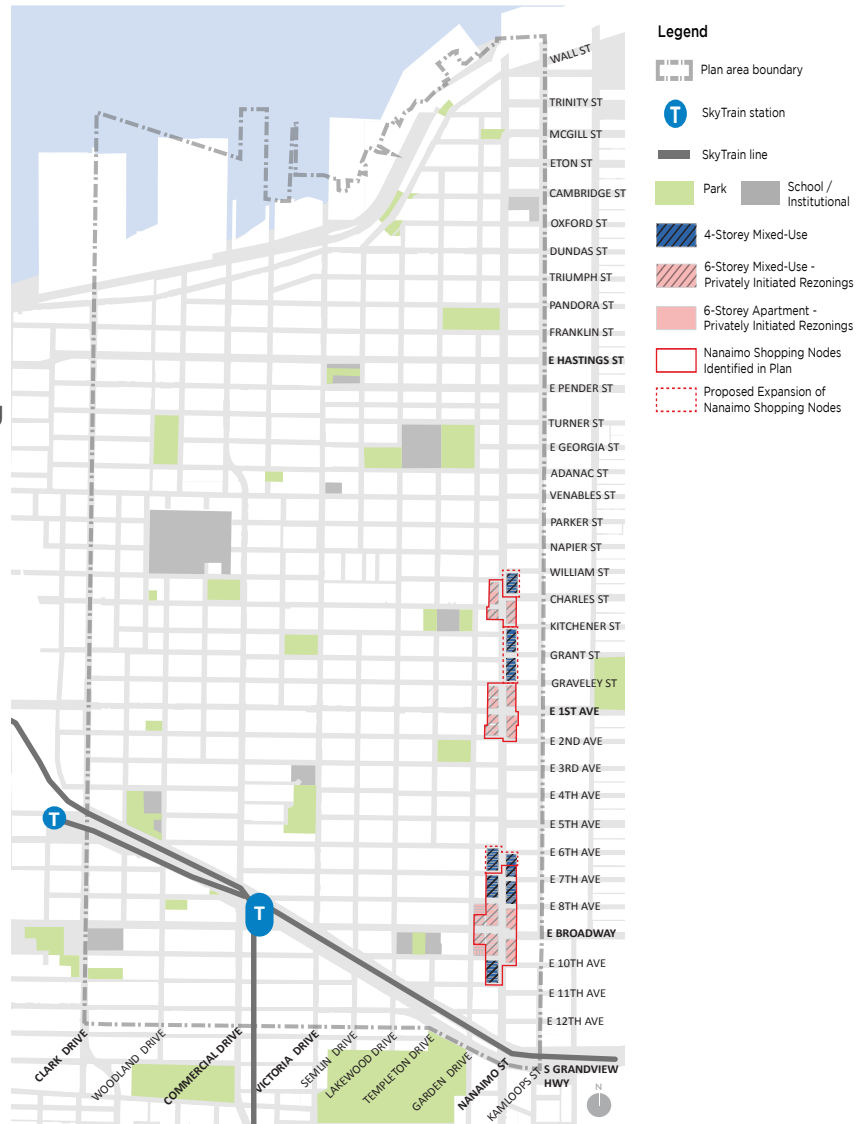 Legend
Plan area boundary
T
SkyTrain station
SkyTrain line
Park
School /
Institutional
4-Storey Mixed-Use
6-Storey Mixed-Use -
Privately Initiated Rezonings
6-Storey Apartment -
Privately Initiated Rezonings
Nanaimo Shopping Nodes
Identified in Plan
Proposed Expansion of
Nanaimo Shopping Nodes
WALL ST
TRINITY ST
MCGILL ST
ETON ST
CAMBRIDGE ST
OXFORD ST
DUNDAS ST
TRIUMPH ST
PANDORA ST
FRANKLIN ST
E HASTINGS ST
E PENDER ST
TURNER ST
E GEORGIA ST
ADANAC ST
VENABLES ST
PARKER ST
NAPIER ST
WILLIAM ST
CHARLES ST
KITCHENER ST
GRANT ST
GRAVELEY ST
E 1ST AVE
E 2ND AVE
E 3RD AVE
E 4TH AVE
E 5TH AVE
E 6TH AVE
E 7TH AVE
E 8TH AVE
E BROADWAY
E 10TH AVE
E 11TH AVE
E 12TH AVE
S GRANDVIEW
HWY
T
T
CLARK DRIVE
WOODLAND DRIVE
COMMERCIAL DRIVE
VICTORIA DRIVE
SEMLIN DRIVE
LAKEWOOD DRIVE
TEMPLETON DRIVE
GARDEN DRIVE
NANAIMO ST
KAMLOOPS ST
N